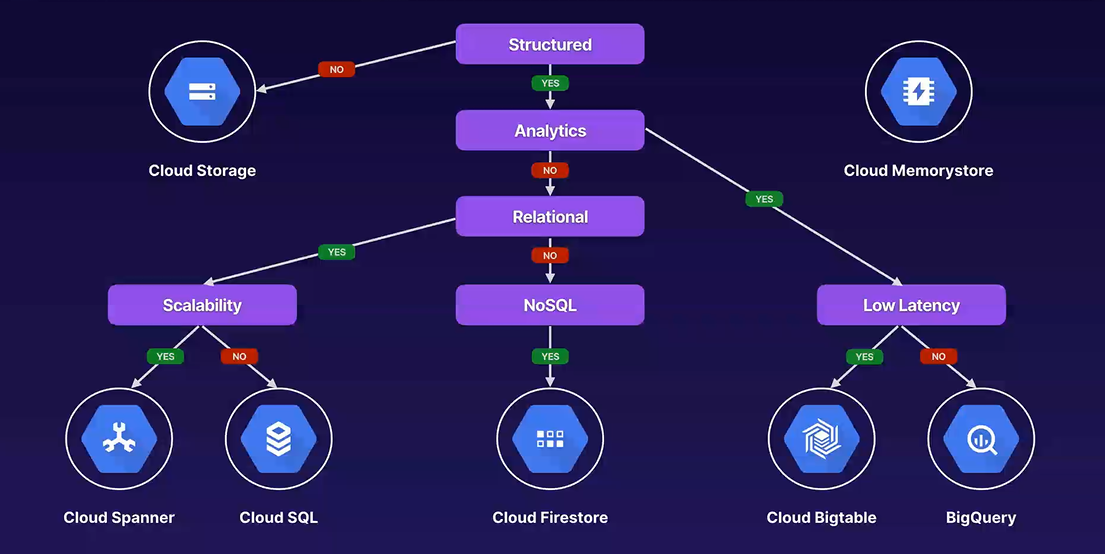 Structured
NO
YES
Cloud Storage
Cloud Memorystore
Analytics
NO
YES
Relational
YES
NO
Scalability
NoSQL
Low Latency
YES
NO
YES
YES
NO
Cloud Spanner
Cloud SQL
Cloud Firestore
Cloud Bigtable
BigQuery